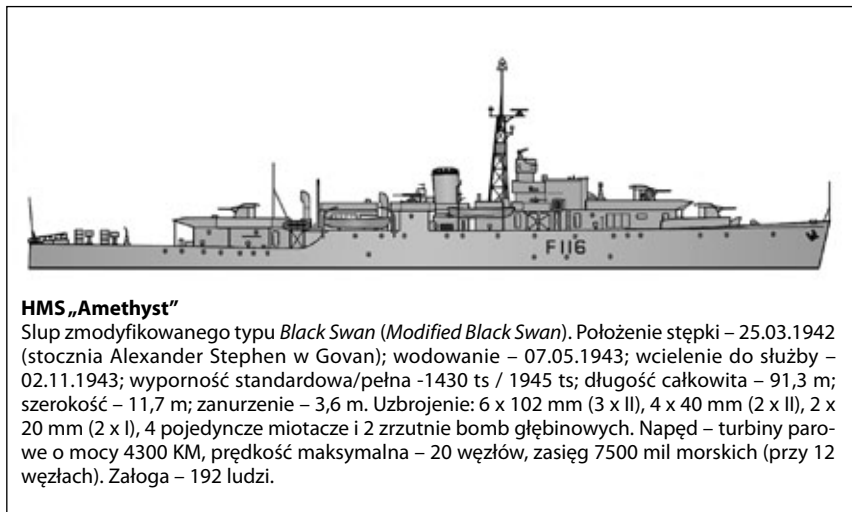 F116
HMS „Amethyst”
Slup zmodyfikowanego typu Black Swan (Modified Black Swan). Położenie stępki – 25.03.1942
(stocznia Alexander Stephen w Govan); wodowanie – 07.05.1943; wcielenie do służby –
02.11.1943; wyporność standardowa/pełna -1430 ts / 1945 ts; długość całkowita – 91,3 m;
szerokość – 11,7 m; zanurzenie – 3,6 m. Uzbrojenie: 6 x 102 mm (3 x II), 4 x 40 mm (2 x II), 2 x
20 mm (2 x I), 4 pojedyncze miotacze i 2 zrzutnie bomb głębinowych. Napęd – turbiny paro-
we o mocy 4300 KM, prędkość maksymalna – 20 węzłów, zasięg 7500 mil morskich (przy 12
węzłach). Załoga – 192 ludzi.